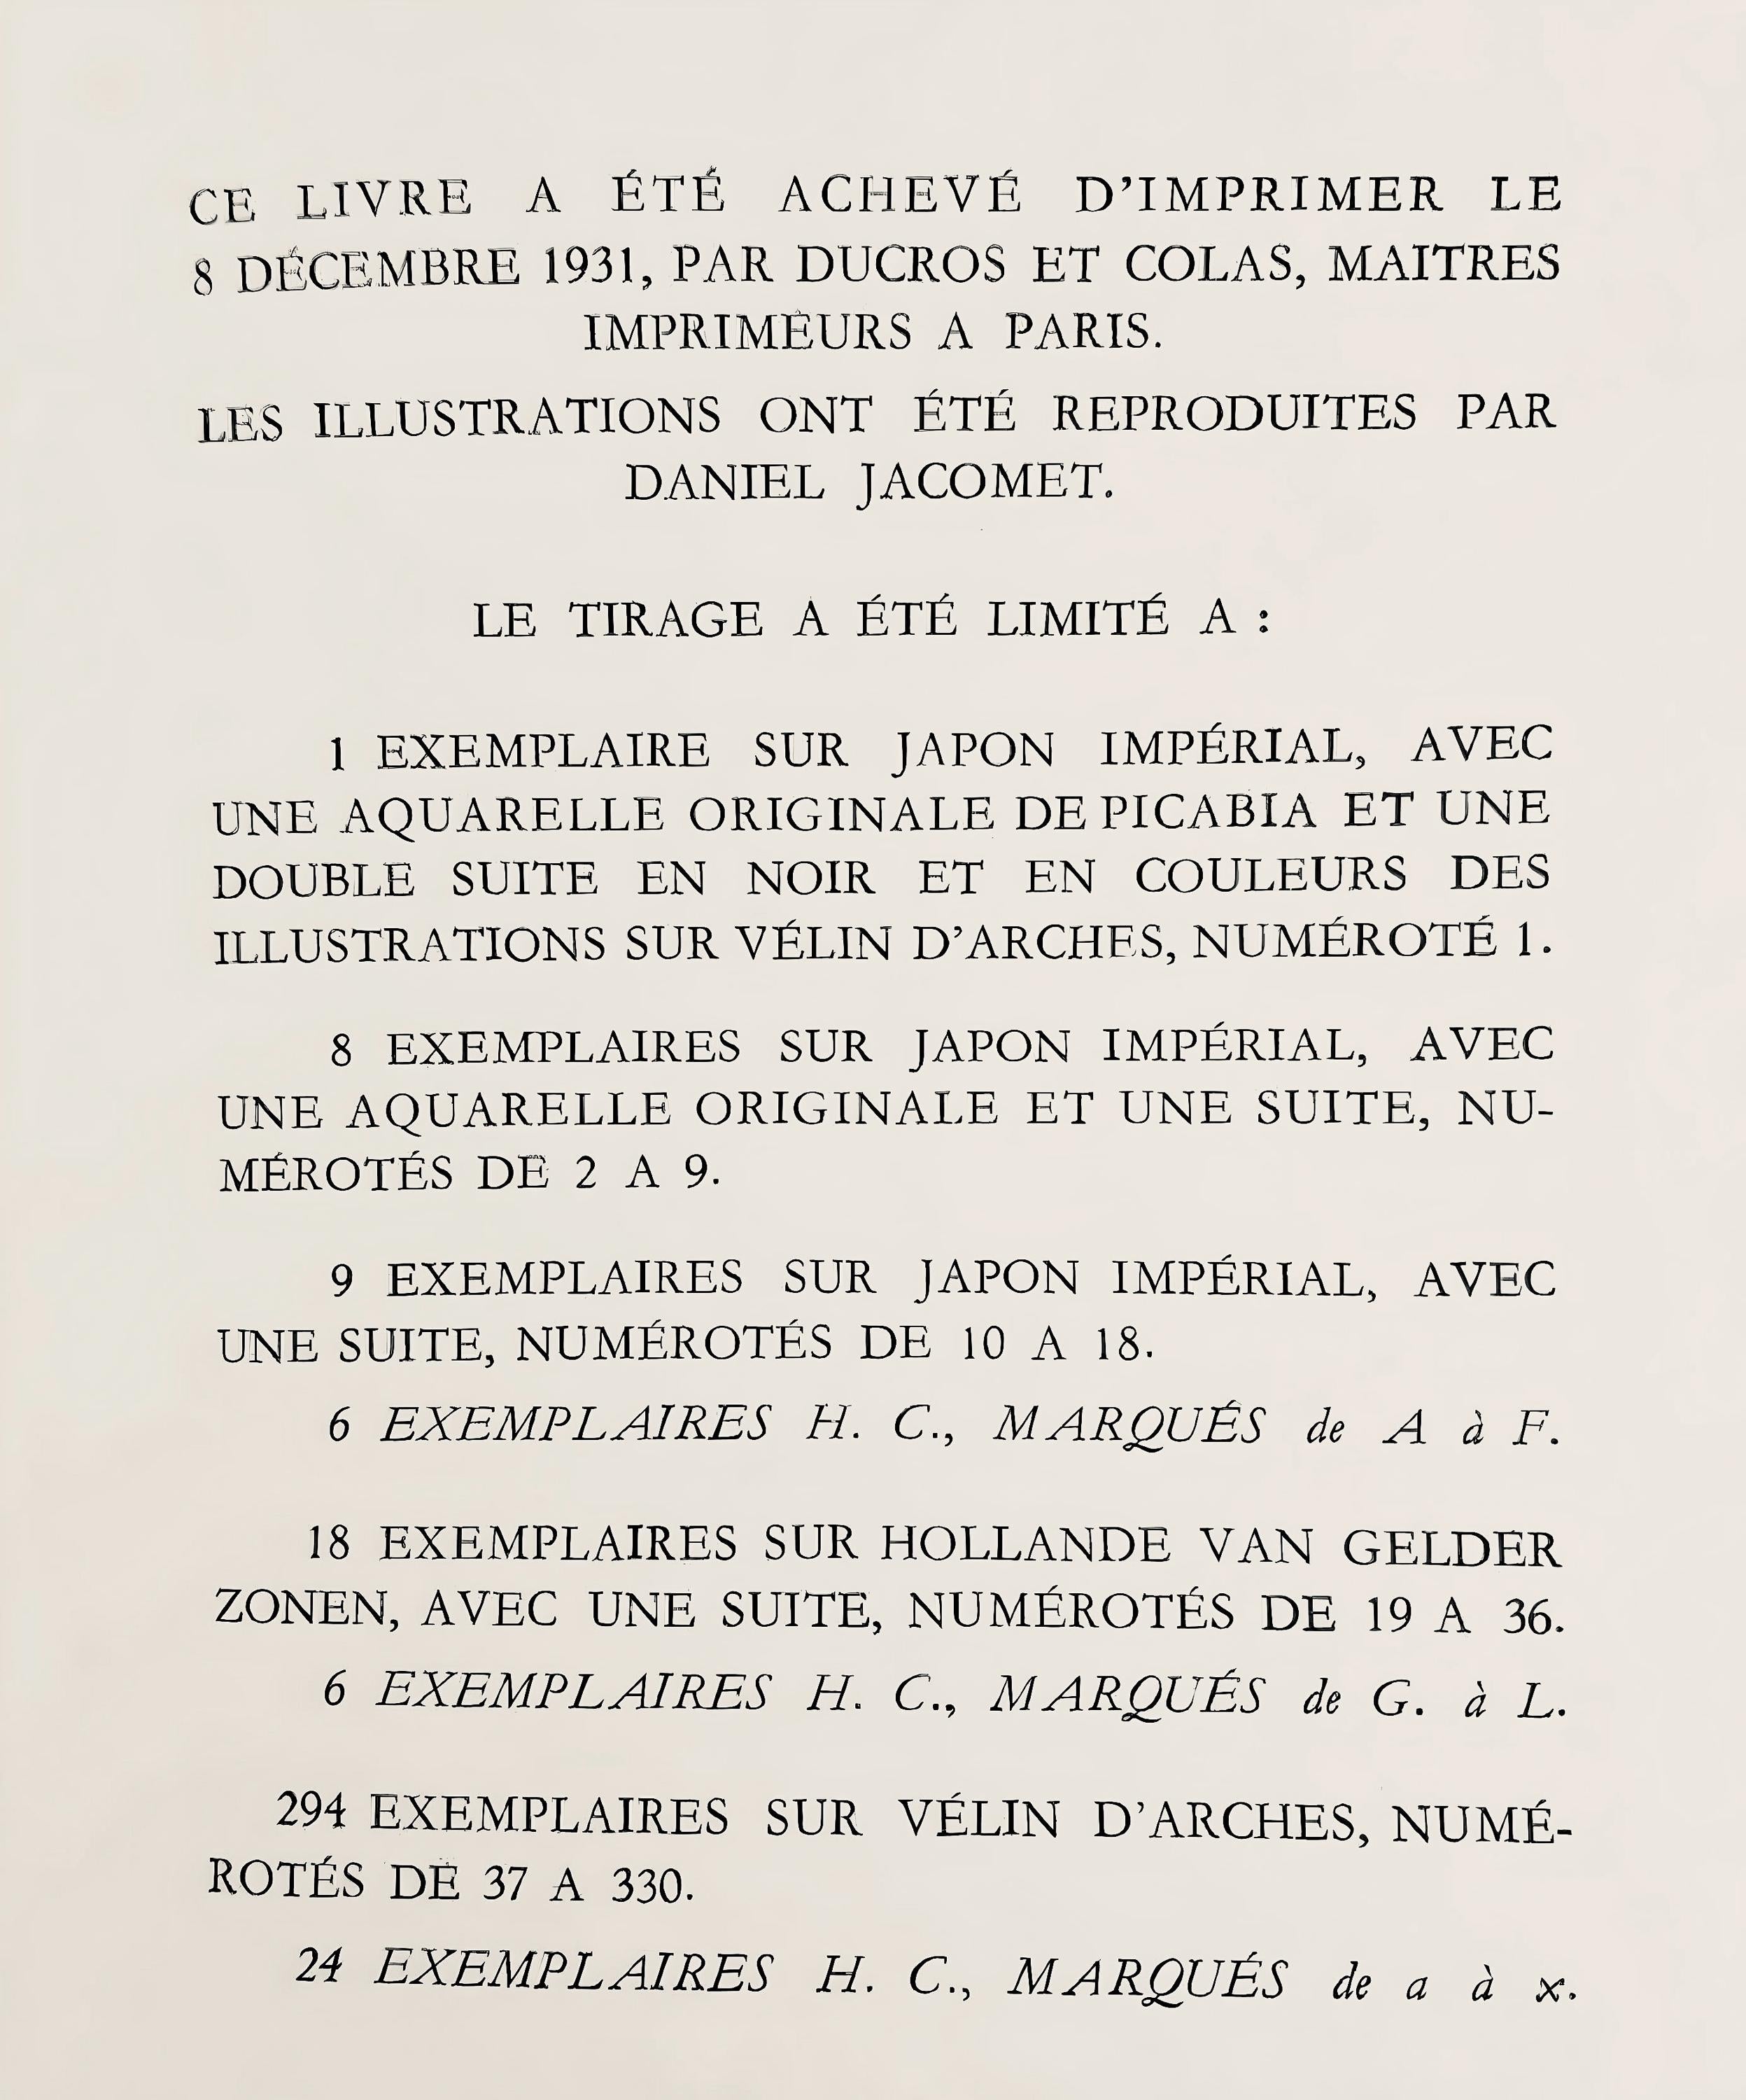 CE LIVRE A ÉTÉ ACHEVÉ D'IMPRIMER LE
8 DÉCEMBRE 1931, PAR DUCROS ET COLAS, MAITRES
IMPRIMEURS A PARIS.
LES ILLUSTRATIONS ONT ÉTÉ REPRODUITES PAR
DANIEL JACOMET.
LE TIRAGE A ÉTÉ LIMITÉ A :
1 EXEMPLAIRE SUR JAPON IMPÉRIAL, AVEC
UNE AQUARELLE ORIGINALE DE PICABIA ET UNE
DOUBLE SUITE EN NOIR ET EN COULEURS DES
ILLUSTRATIONS SUR VÉLIN D'ARCHES, NUMÉROTÉ 1.
8 EXEMPLAIRES SUR JAPON IMPÉRIAL, AVEC
UNE AQUARELLE ORIGINALE ET UNE SUITE, NU-
MÉROTÉS DE 2 A 9.
9 EXEMPLAIRES SUR JAPON IMPÉRIAL, AVEC
UNE SUITE, NUMÉROTÉS DE 10 A 18.
6 EXEMPLAIRES H. C., MARQUÉS de A à F.
18 EXEMPLAIRES SUR HOLLANDE VAN GELDER
ZONEN, AVEC UNE SUITE, NUMÉROTÉS DE 19 A 36.
6 EXEMPLAIRES H. C., MARQUÉS de G. à L.
294 EXEMPLAIRES SUR VÉLIN D'ARCHES, NUMÉ-
ROTÉS DE 37 A 330.
24 EXEMPLAIRES H. C., MARQUÉS de a à x.